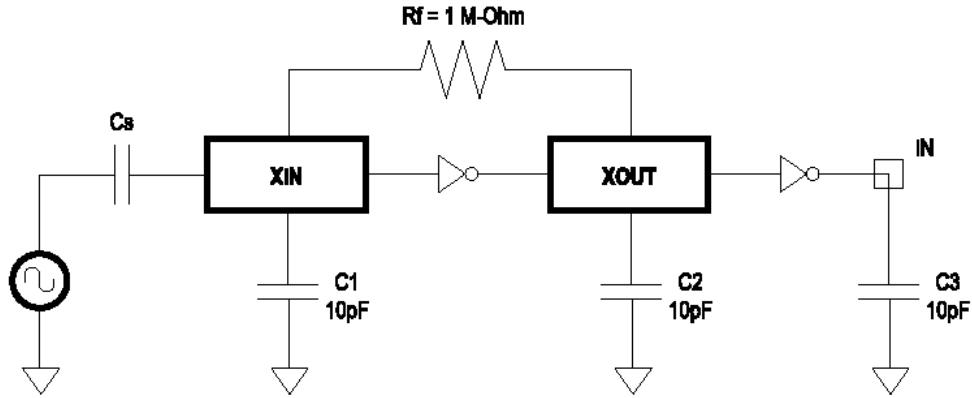 Rf = 1 M-Ohm
Cs
XIN
XOUT
IN
C1
10pF
C2
10pF
C3
10pF